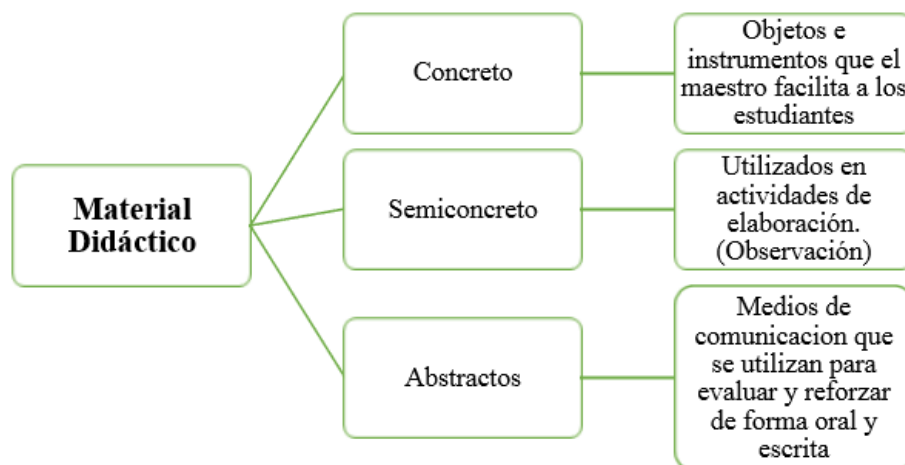 Material
Didáctico
Concreto
Objetos e
instrumentos que el
maestro facilita a los
estudiantes
Semiconcreto
Utilizados en
actividades de
elaboración.
(Observación)
Abstractos
Medios de
comunicacion que
se utilizan para
evaluar y reforzar
de forma oral y
escrita